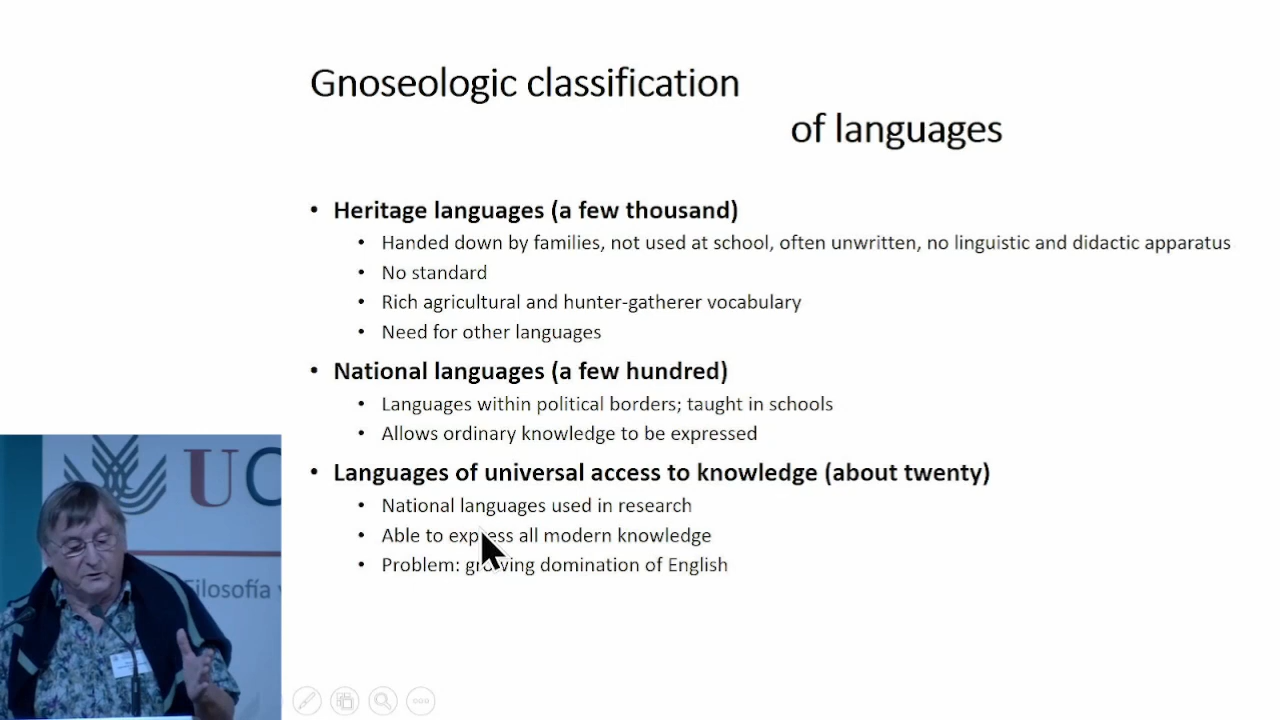 Gnoseologic classification
of languages
• Heritage languages (a few thousand)
• Handed down by families, not used at school, often unwritten, no linguistic and didactic apparatus
• No standard
• Rich agricultural and hunter-gatherer vocabulary
• Need for other languages
• National languages (a few hundred)
• Languages within political borders; taught in schools
• Allows ordinary knowledge to be expressed
• Languages of universal access to knowledge (about twenty)
• National languages used in research
• Able to express all modern knowledge
• Problem: growing domination of English
UC
Filosofía